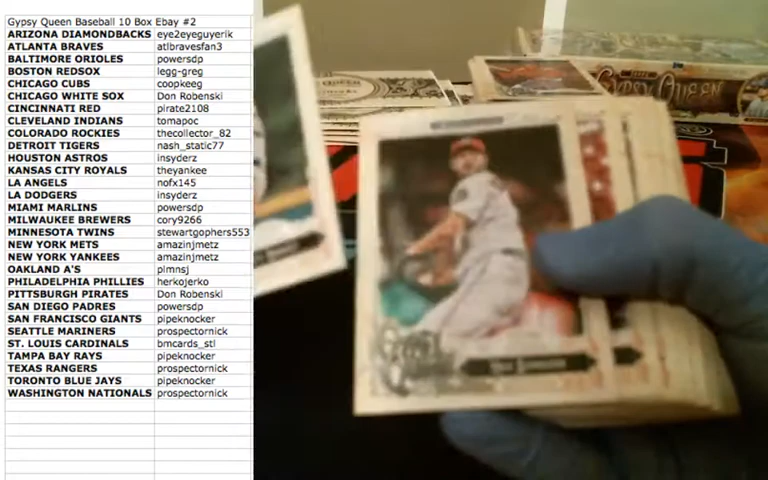 Gypsy Queen Baseball 10 Box Ebay #2
ARIZONA DIAMONDBACKS eye2eyeguyerik
ATLANTA BRAVES atlbravesfan3
BALTIMORE ORIOLES powersdp
BOSTON REDSOX legg-greg
CHICAGO CUBS coopkeeg
CHICAGO WHITE SOX Don Robenski
CINCINNATI RED pirate2108
CLEVELAND INDIANS tomapoc
COLORADO ROCKIES thecollector_82
DETROIT TIGERS nash_static77
HOUSTON ASTROS insyderz
KANSAS CITY ROYALS theyankee
LA ANGELS nofx145
LA DODGERS insyderz
MIAMI MARLINS powersdp
MILWAUKEE BREWERS cory9266
MINNESOTA TWINS stewartgophers553
NEW YORK METS amazinjmetz
NEW YORK YANKEES amazinjmetz
OAKLAND A'S plmnsj
PHILADELPHIA PHILLIES herkojerko
PITTSBURGH PIRATES Don Robenski
SAN DIEGO PADRES powersdp
SAN FRANCISCO GIANTS pipeknocker
SEATTLE MARINERS prospectornick
ST. LOUIS CARDINALS bmcards_stl
TAMPA BAY RAYS pipeknocker
TEXAS RANGERS prospectornick
TORONTO BLUE JAYS pipeknocker
WASHINGTON NATIONALS prospectornick
GYPSY QUEEN